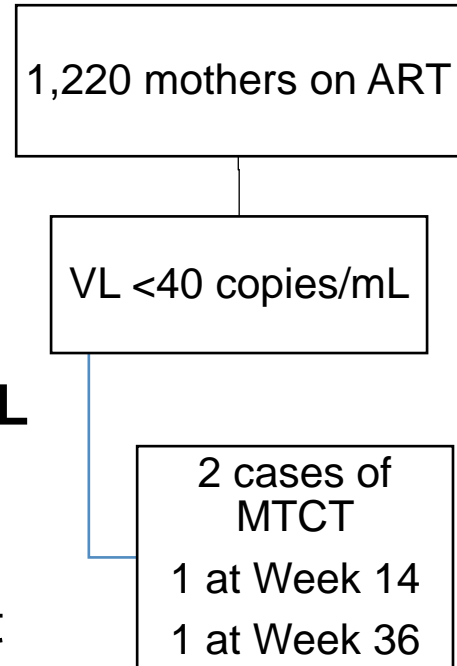 1,220 mothers on ART
VL <40 copies/mL
L
2 cases of
MTCT
1 at Week 14
1 at Week 36